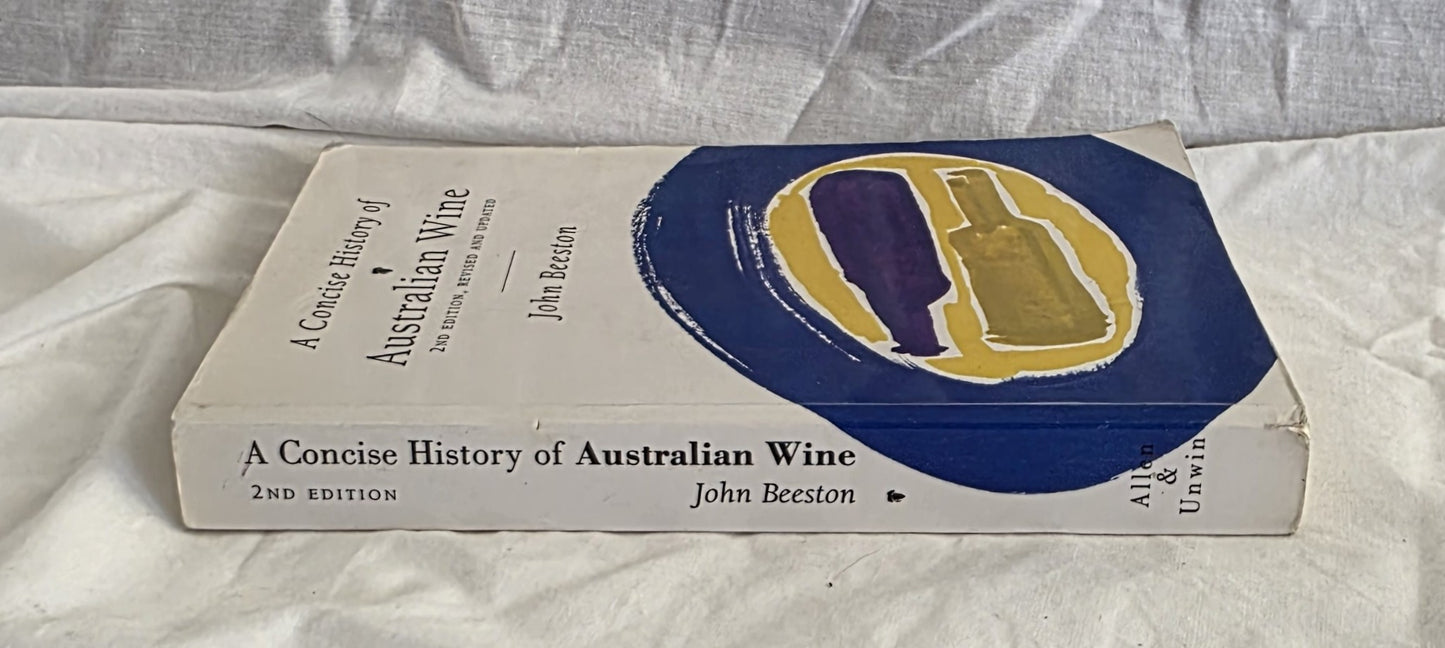 A Concise History of
Australian Wine
2ND EDITION, REVISED AND UPDATED
John Beeston
A Concise History of Australian Wine
2ND EDITION
John Beeston
Allen
&
Unwin